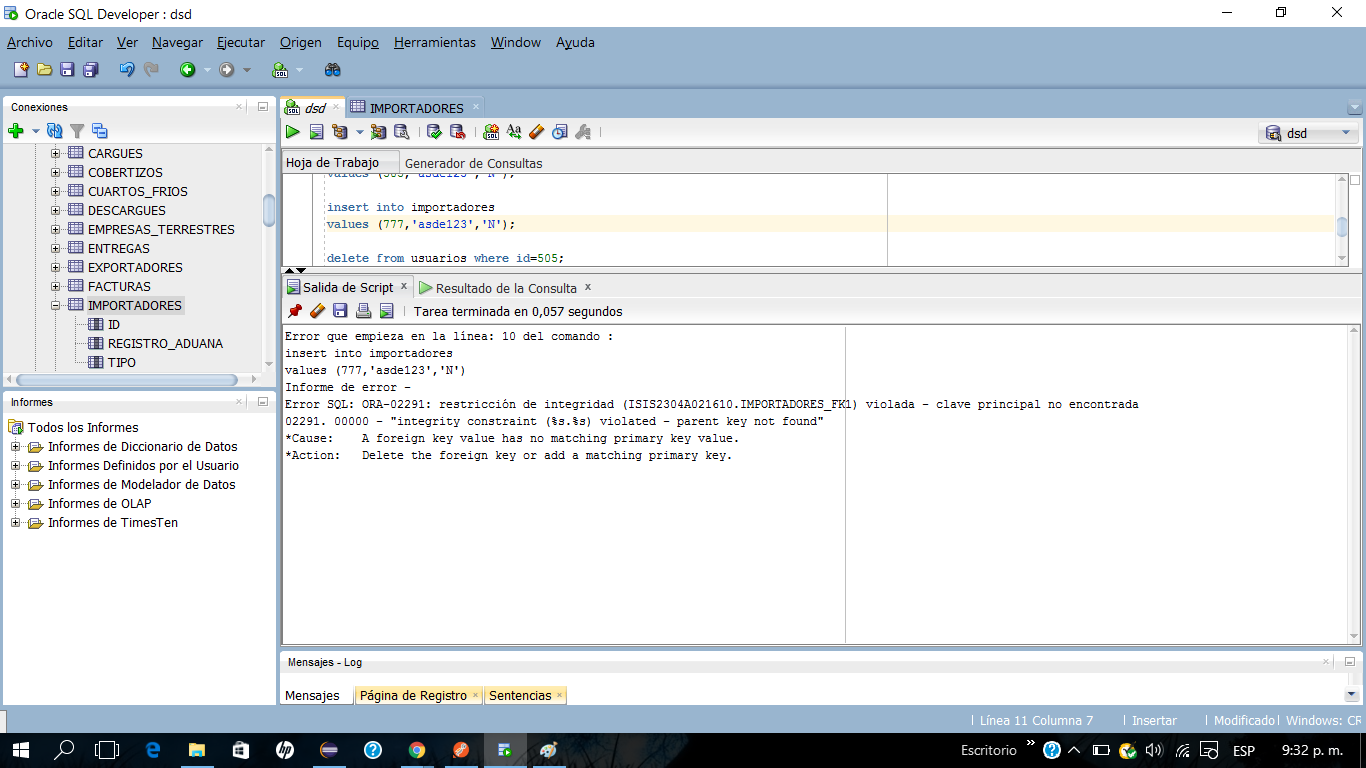 Oracle SQL Developer : dsd
Archivo Editar Ver Navegar Ejecutar Origen Equipo Herramientas Window Ayuda
Conexiones
CARGUES
COBERTIZOS
CUARTOS_FRIOS
DESCARGUES
EMPRESAS_TERRESTRES
ENTREGAS
EXPORTADORES
FACTURAS
IMPORTADORES
ID
REGISTRO_ADUANA
TIPO
Informes
Todos los Informes
Informes de Diccionario de Datos
Informes Definidos por el Usuario
Informes de Modelador de Datos
Informes de OLAP
Informes de TimesTen
dsd IMPORTADORES
dsd
Hoja de Trabajo Generador de Consultas
values (505,'asde123','N');
insert into importadores
values (777,'asde123','N');
delete from usuarios where id=505;
Salida de Script x Resultado de la Consulta x
Tarea terminada en 0,057 segundos
Error que empieza en la línea: 10 del comando :
insert into importadores
values (777,'asde123','N')
Informe de error -
Error SQL: ORA-02291: restricción de integridad (ISIS2304A021610.IMPORTADORES_FK1) violada - clave principal no encontrada
02291. 00000 - "integrity constraint (%s.%s) violated - parent key not found"
*Cause: A foreign key value has no matching primary key value.
*Action: Delete the foreign key or add a matching primary key.
Mensajes - Log
Mensajes Página de Registro Sentencias
Línea 11 Columna 7 Insertar Modificado Windows: CR
Escritorio ESP 9:32 p. m.